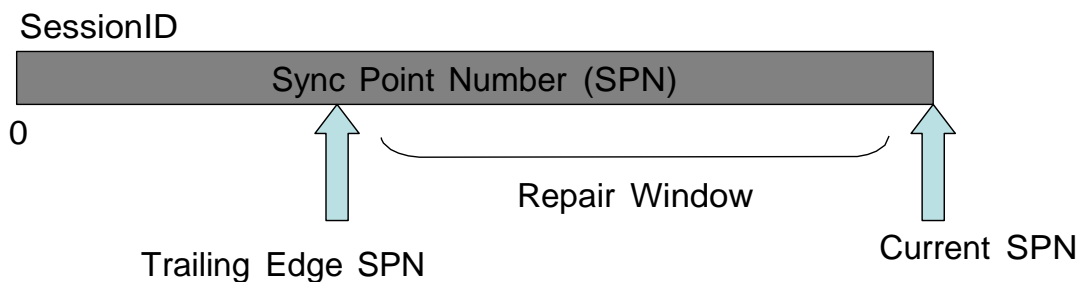 SessionID
Sync Point Number (SPN)
0
Repair Window
Trailing Edge SPN
Current SPN